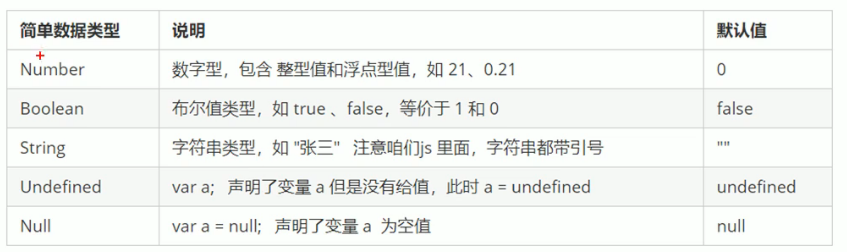 简单数据类型 说明 默认值
Number 数字型，包含 整型值和浮点型值，如 21、0.21 0
Boolean 布尔值类型，如 true 、false，等价于 1 和 0 false
String 字符串类型，如 "张三" 注意咱们js 里面，字符串都带引号 ""
Undefined var a; 声明了变量 a 但是没有给值，此时 a = undefined undefined
Null var a = null; 声明了变量 a 为空值 null